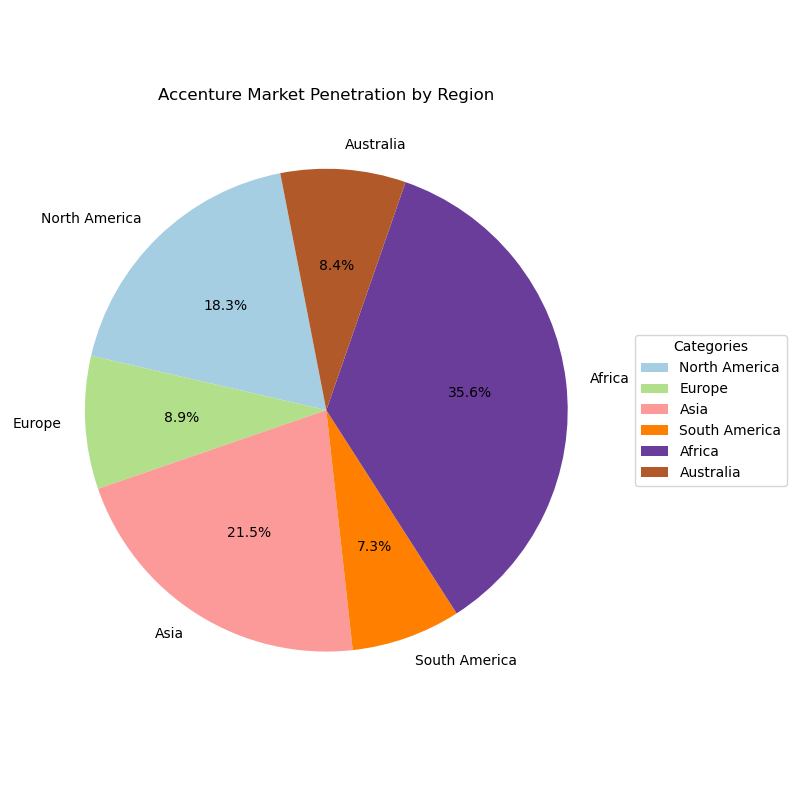 Accenture Market Penetration by Region
Australia
North America
8.4%
18.3%
Africa
35.6%
Europe
8.9%
21.5%
7.3%
Asia
South America
Categories
North America
Europe
Asia
South America
Africa
Australia